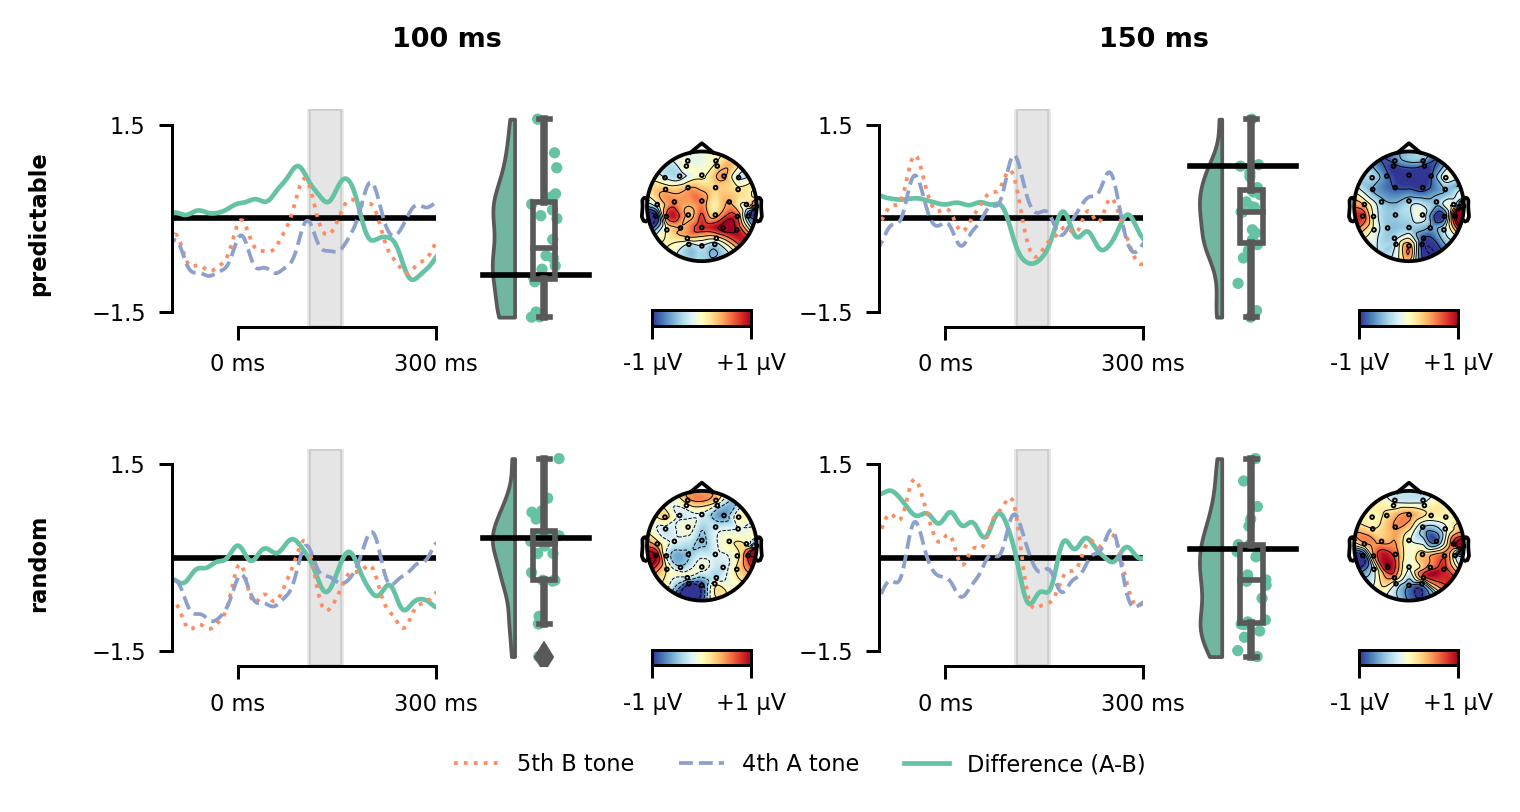 100 ms 150 ms
predictable
1.5 1.5
−1.5 −1.5
0 ms 300 ms -1 µV +1 µV 0 ms 300 ms -1 µV +1 µV
random
1.5 1.5
−1.5 −1.5
0 ms 300 ms -1 µV +1 µV 0 ms 300 ms -1 µV +1 µV
5th B tone 4th A tone Difference (A-B)